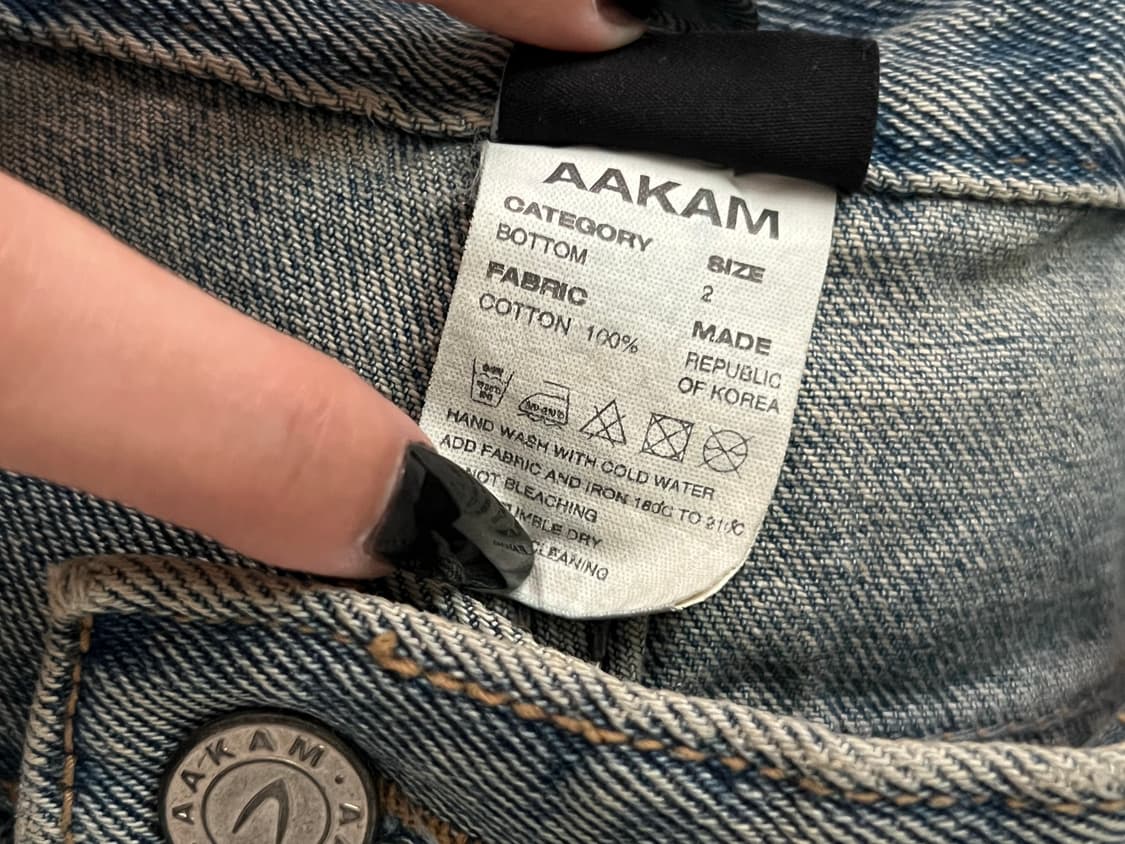 AAKAM
CATEGORY
BOTTOM
SIZE
2
FABRIC
COTTON 100%
MADE
REPUBLIC
OF KOREA
HAND WASH WITH COLD WATER
ADD FABRIC AND IRON 180°C TO 210°C
NOT BLEACHING
TUMBLE DRY
CLEANING
AAKAM · A